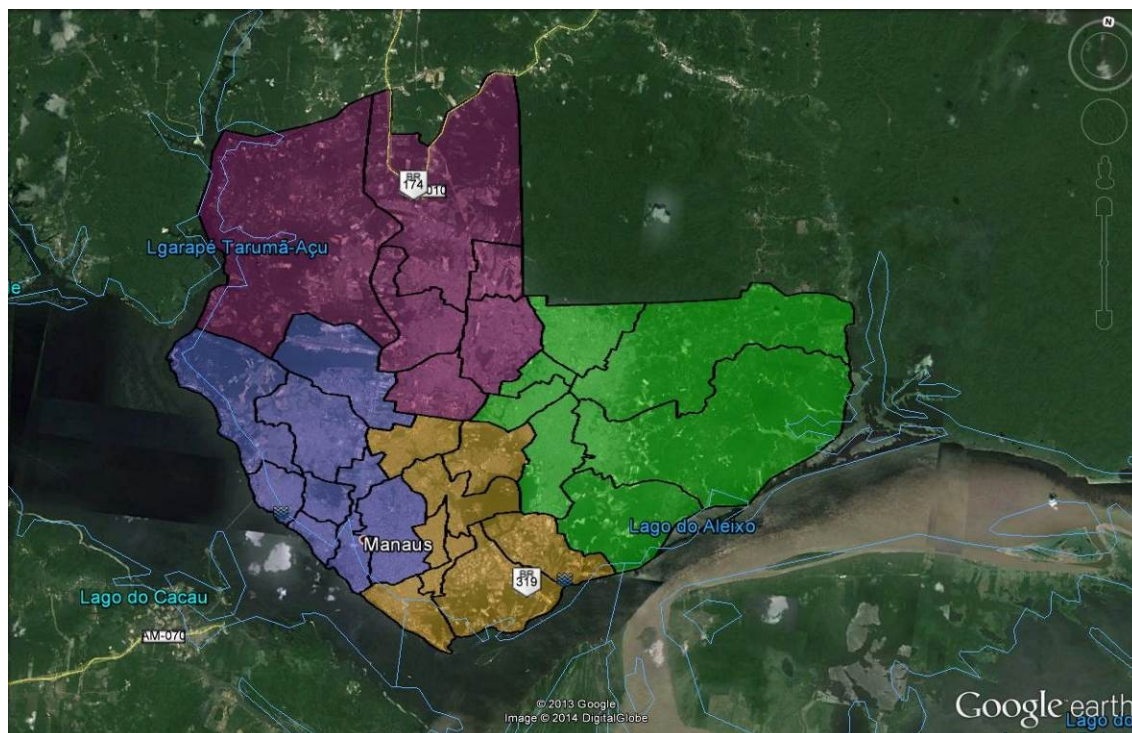 N
BR
174
010
Lgarapé Tarumã-Açu
le
Lago do Aleixo
Manaus
BR
319
Lago do Cacau
AM-070
© 2013 Google
Image © 2014 DigitalGlobe
Google earth
Lago do